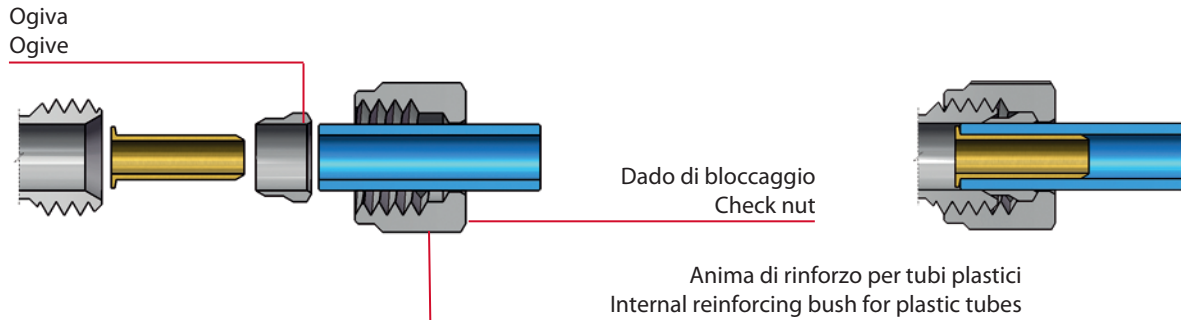 Ogiva
Ogive
Dado di bloccaggio
Check nut
Anima di rinforzo per tubi plastici
Internal reinforcing bush for plastic tubes